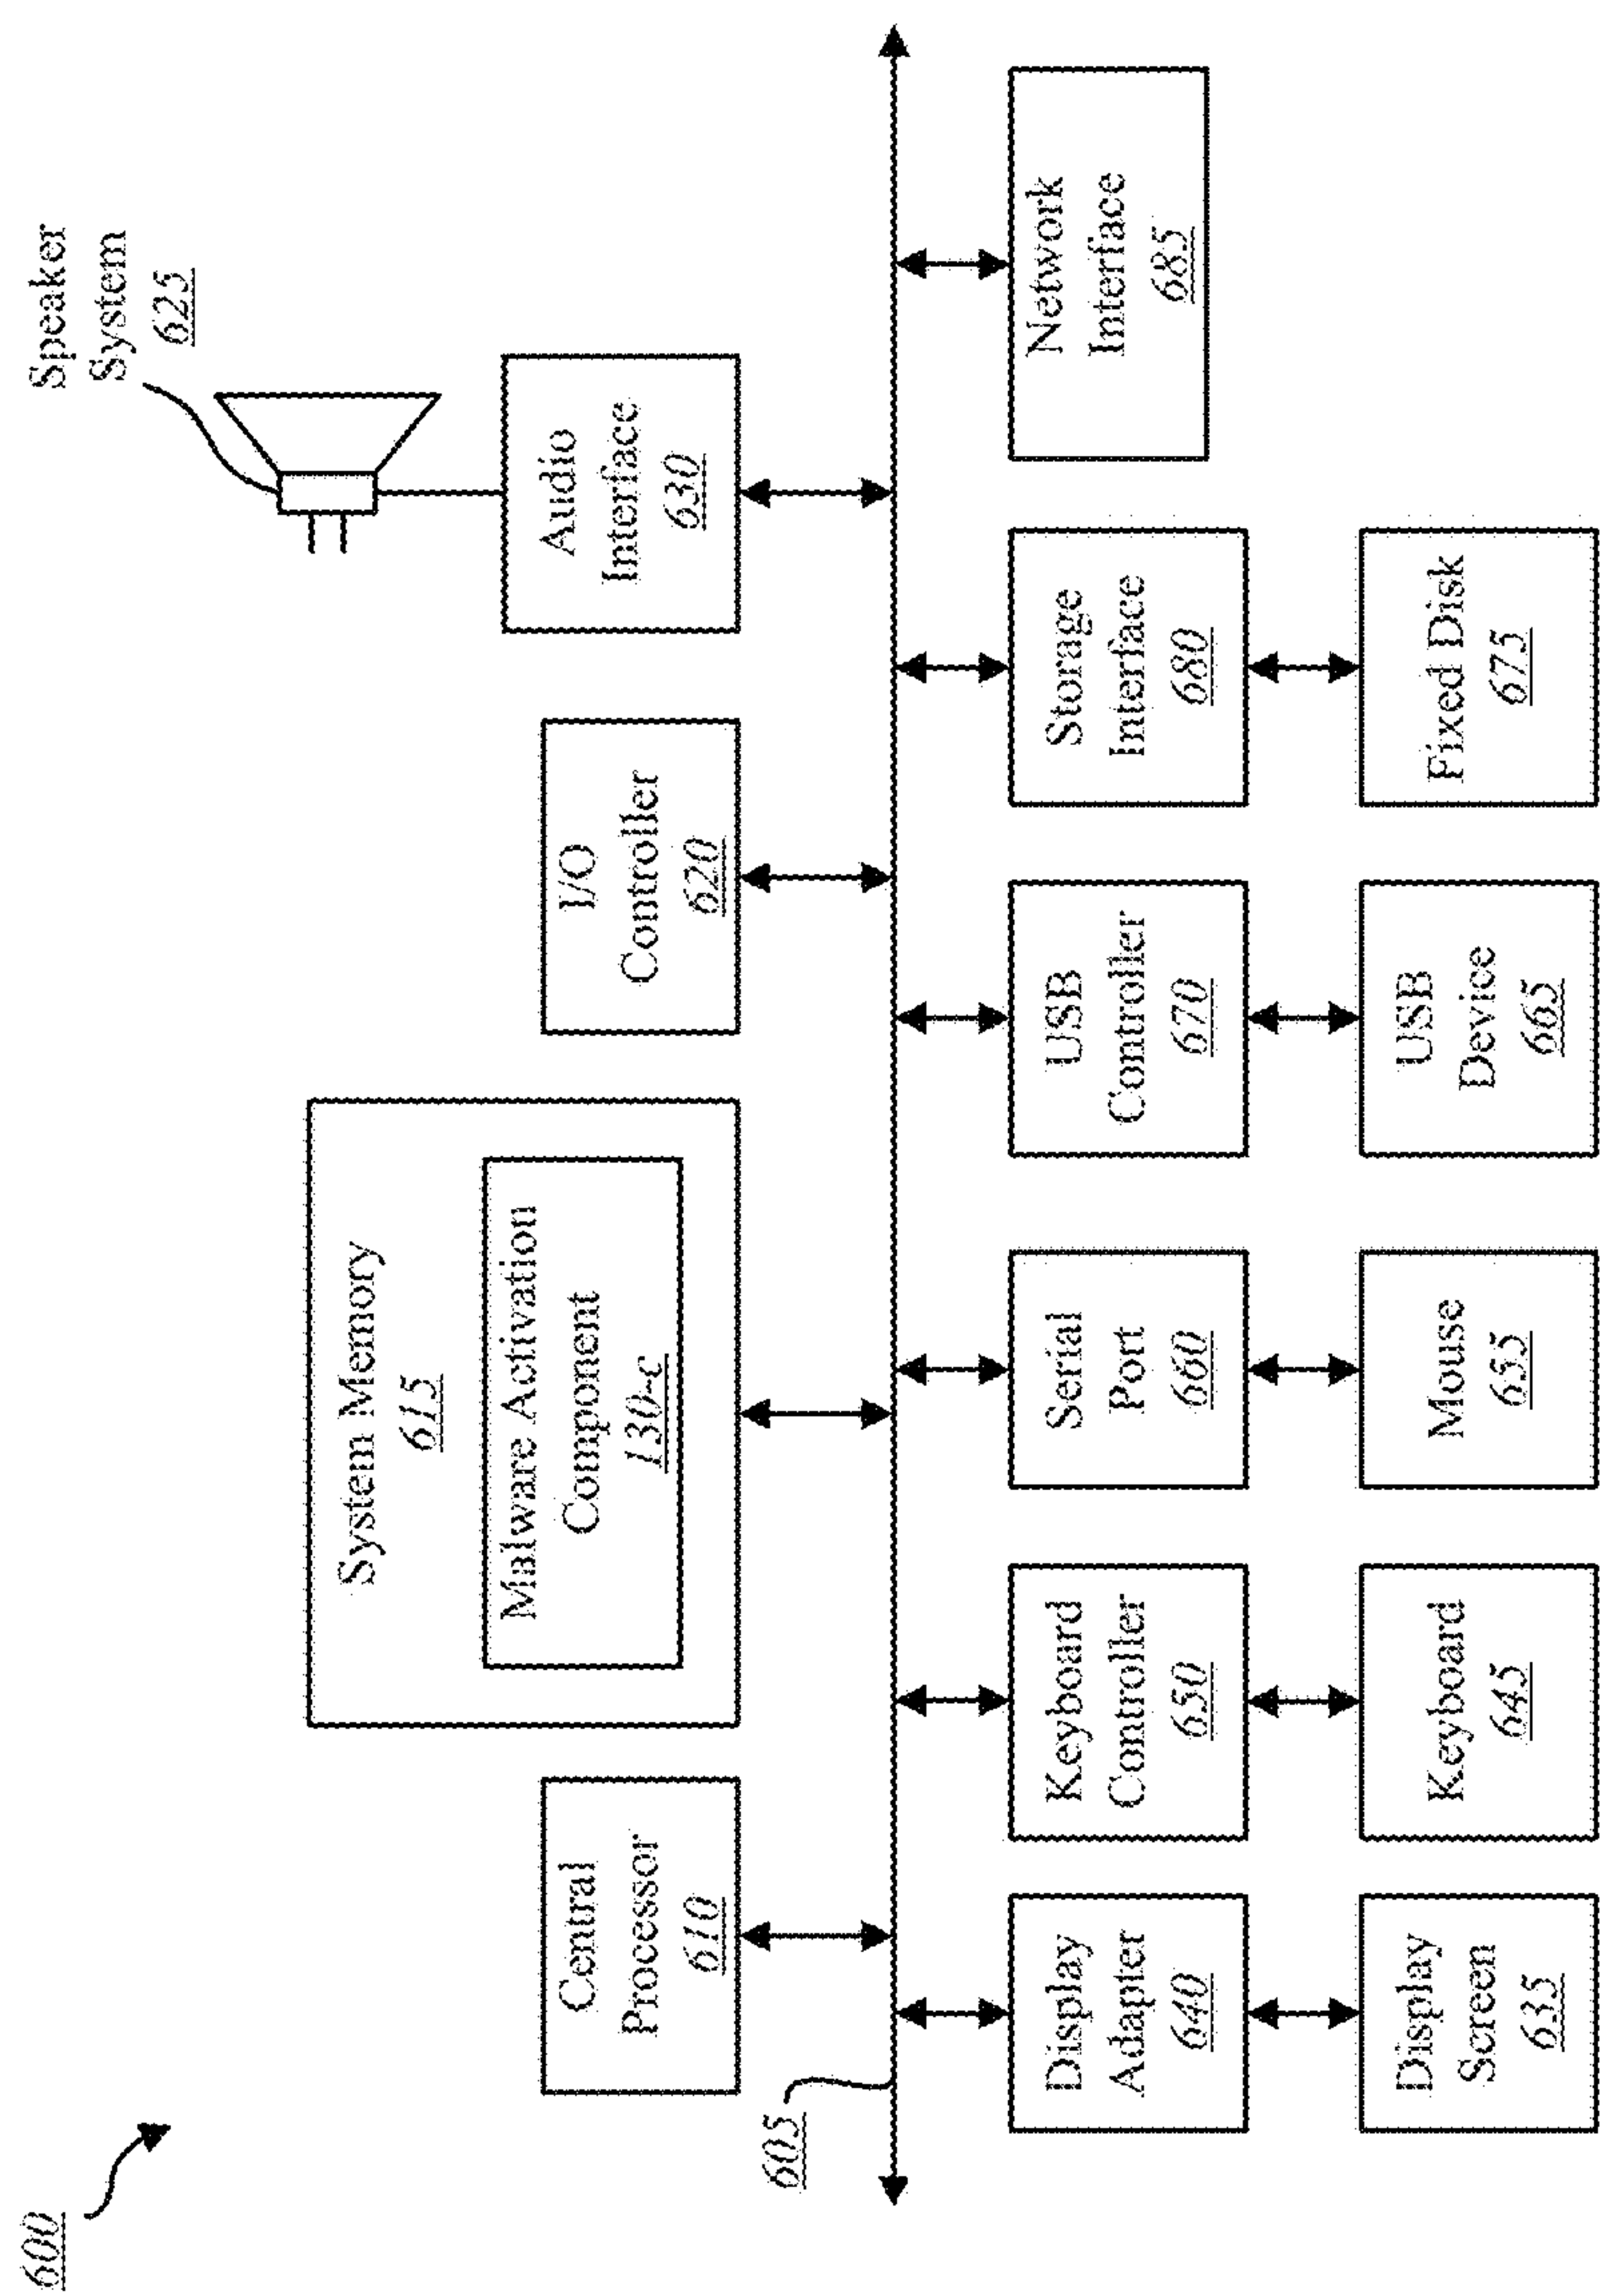 600
Speaker
System
625
System Memory
615
Malware Activation
Component
130-c
Central
Processor
610
I/O
Controller
620
Audio
Interface
630
605
Display
Adapter
640
Keyboard
Controller
650
Serial
Port
660
USB
Controller
670
Storage
Interface
680
Network
Interface
685
Display
Screen
635
Keyboard
645
Mouse
655
USB
Device
665
Fixed Disk
675